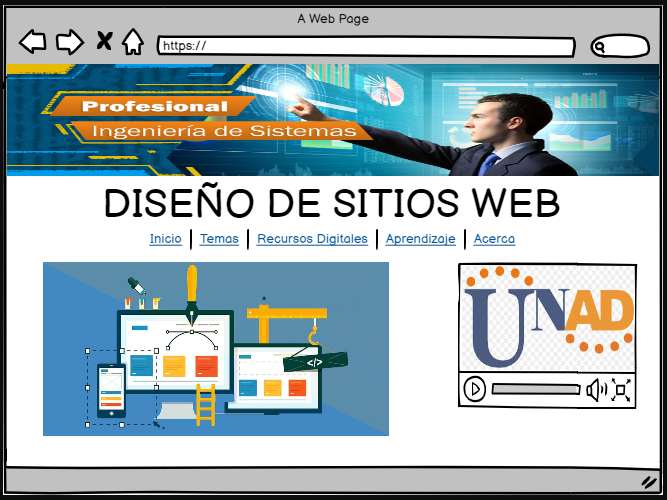 A Web Page
https://
Profesional
Ingeniería de Sistemas
DISEÑO DE SITIOS WEB
Inicio | Temas | Recursos Digitales | Aprendizaje | Acerca
</>
UNAD